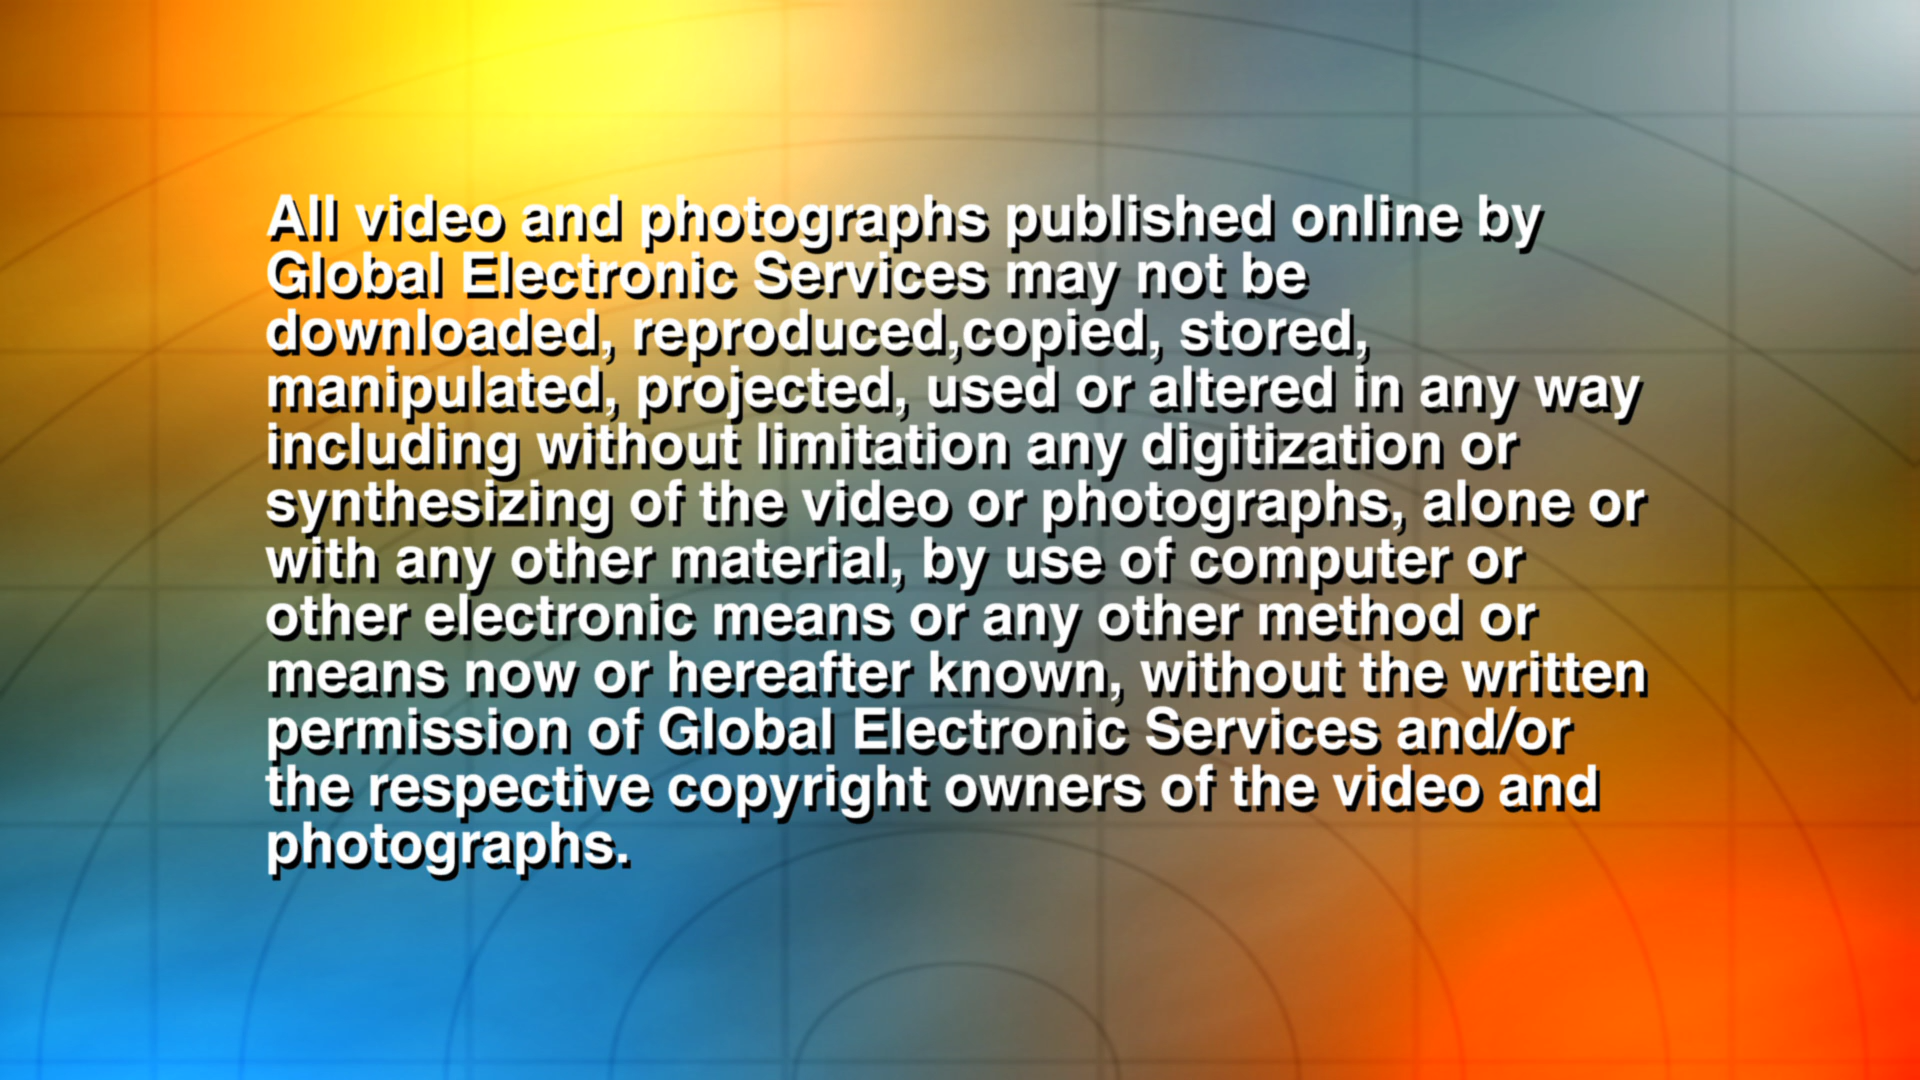 All video and photographs published online by
Global Electronic Services may not be
downloaded, reproduced,copied, stored,
manipulated, projected, used or altered in any way
including without limitation any digitization or
synthesizing of the video or photographs, alone or
with any other material, by use of computer or
other electronic means or any other method or
means now or hereafter known, without the written
permission of Global Electronic Services and/or
the respective copyright owners of the video and
photographs.